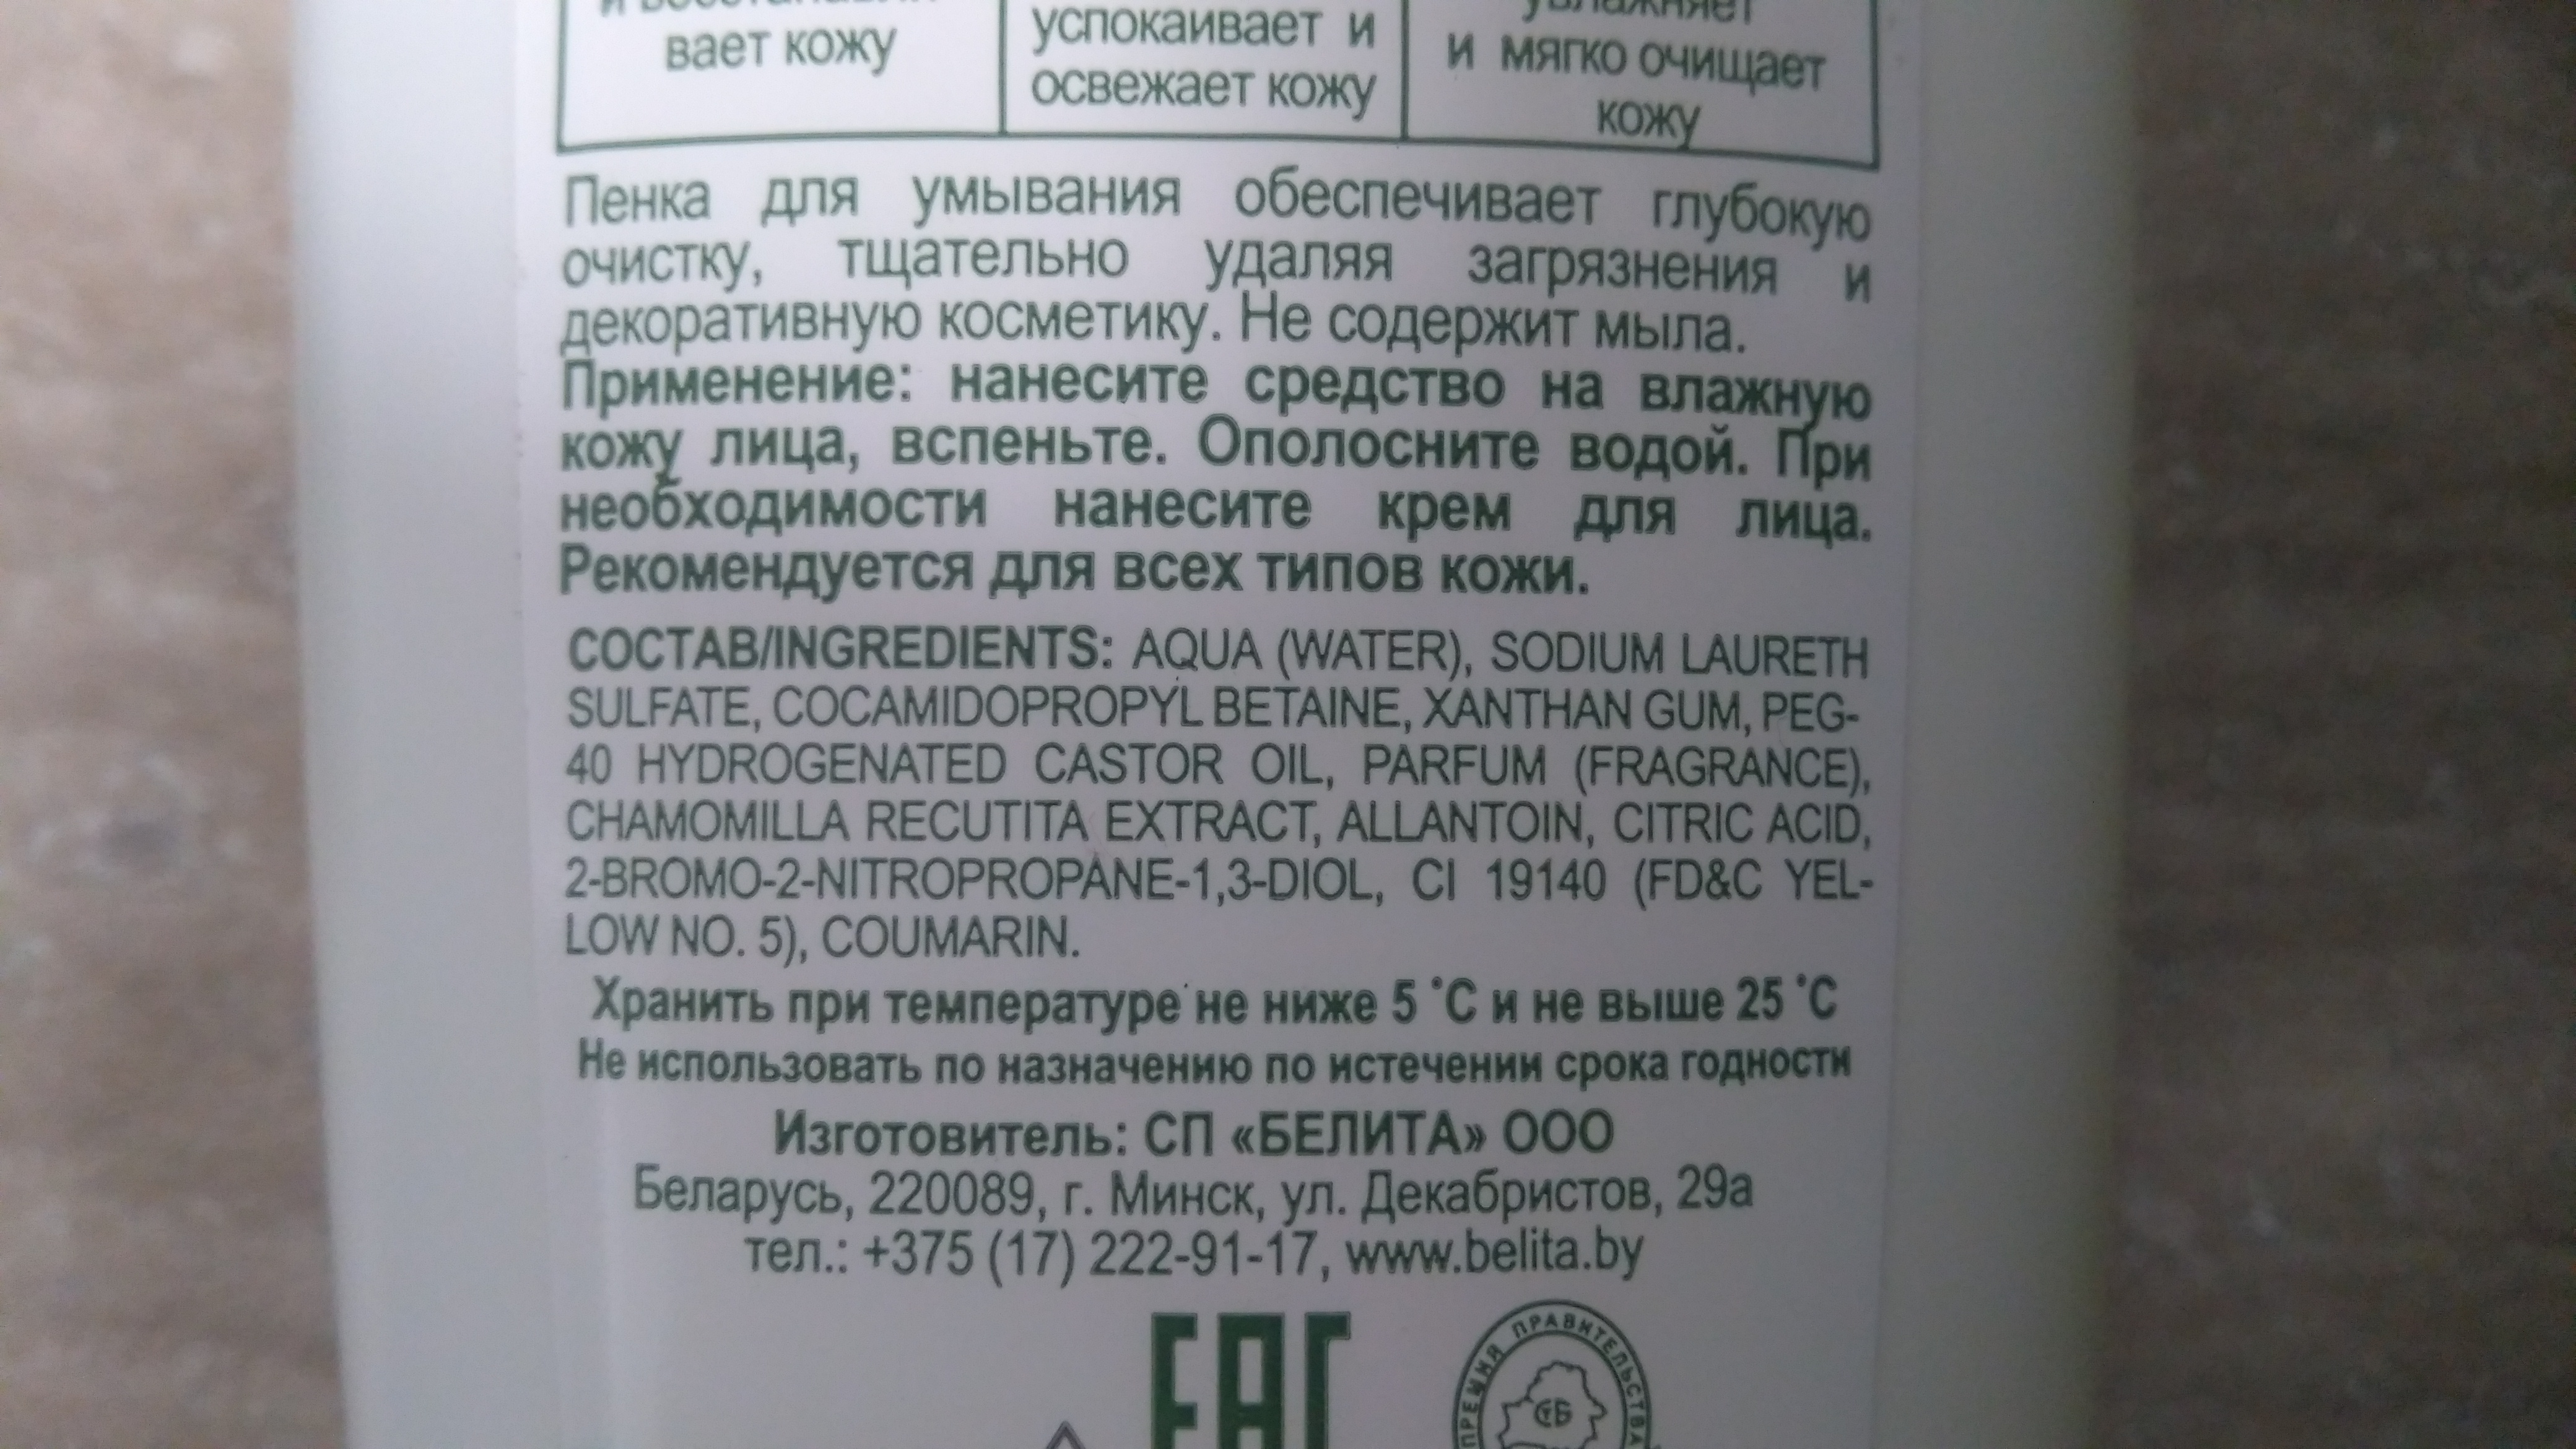 вает кожу
успокаивает и
освежает кожу
увлажняет
и мягко очищает
кожу
Пенка для умывания обеспечивает глубокую
очистку, тщательно удаляя загрязнения и
декоративную косметику. Не содержит мыла.
Применение: нанесите средство на влажную
кожу лица, вспеньте. Ополосните водой. При
необходимости нанесите крем для лица.
Рекомендуется для всех типов кожи.
СОСТАВ/INGREDIENTS: AQUA (WATER), SODIUM LAURETH
SULFATE, COCAMIDOPROPYL BETAINE, XANTHAN GUM, PEG-
40 HYDROGENATED CASTOR OIL, PARFUM (FRAGRANCE),
CHAMOMILLA RECUTITA EXTRACT, ALLANTOIN, CITRIC ACID,
2-BROMO-2-NITROPROPANE-1,3-DIOL, CI 19140 (FD&C YEL-
LOW NO. 5), COUMARIN.
Хранить при температуре не ниже 5 °С и не выше 25 °С
Не использовать по назначению по истечении срока годности
Изготовитель: СП «БЕЛИТА» ООО
Беларусь, 220089, г. Минск, ул. Декабристов, 29а
тел.: +375 (17) 222-91-17, www.belita.by
EAC
ПРЕМИЯ ПРАВИТЕЛЬСТВА
СТБ